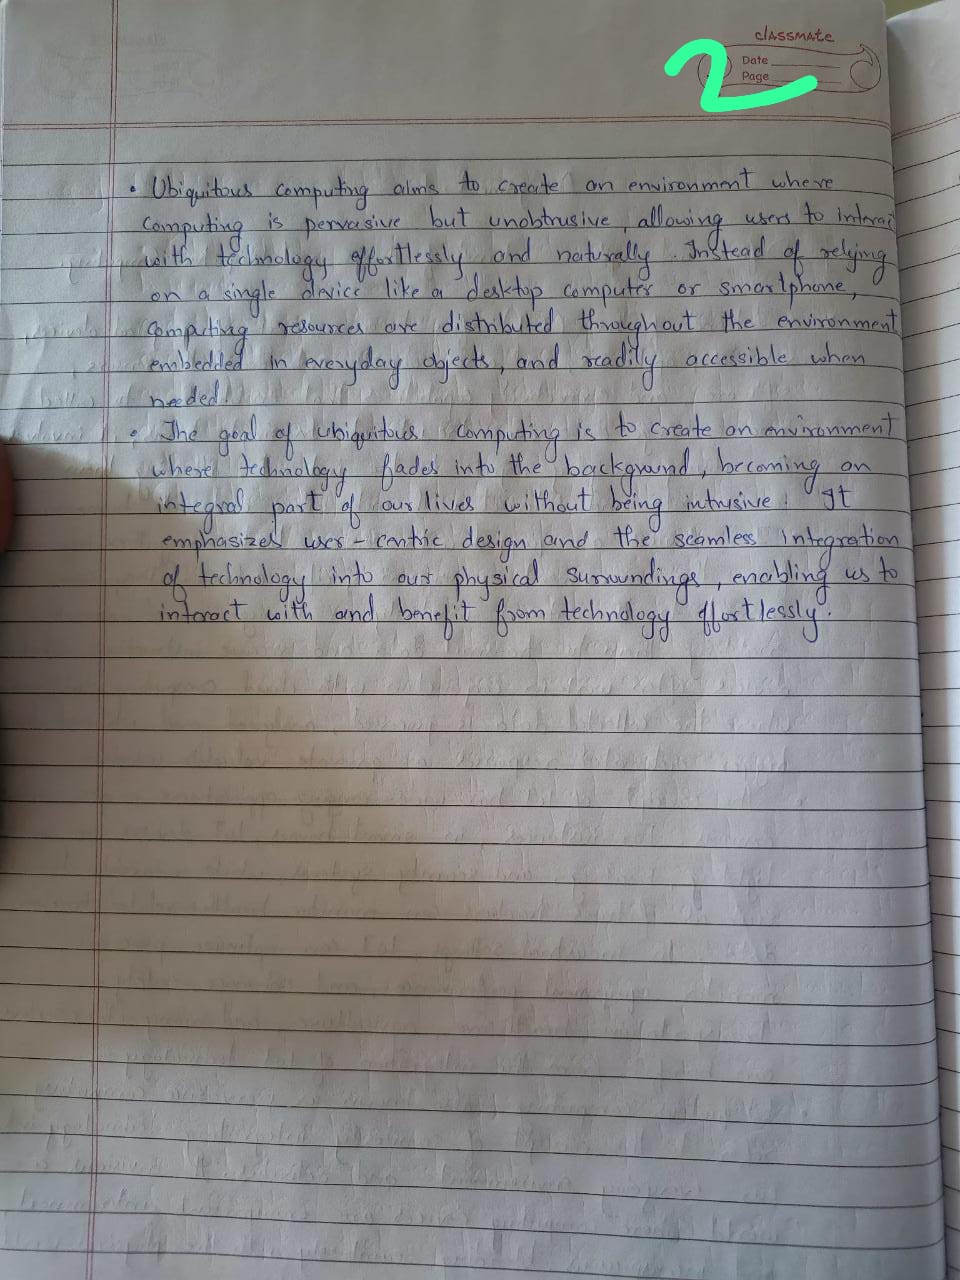 classmate
Date
Page
2
• Ubiquitous computing aims to create an environment where
computing is pervasive but unobtrusive, allowing users to interac
with technology effortlessly and naturally. Instead of relying
on a single device like a desktop computer or smartphone,
computing resources are distributed throughout the environment
embedded in everyday objects, and readily accessible when
needed.
• The goal of ubiquitous computing is to create an environment
where technology fades into the background, becoming an
integral part of our lives without being intrusive. It
emphasizes user-centric design and the seamless integration
of technology into our physical surroundings, enabling us to
interact with and benefit from technology effortlessly.